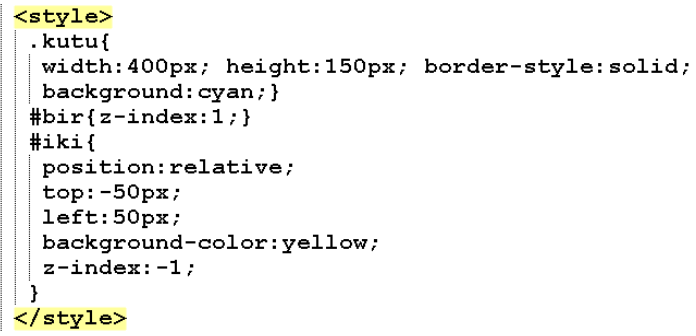 <style>
.kutu{
width:400px; height:150px; border-style:solid;
background:cyan;}
#bir{z-index:1;}
#iki{
position:relative;
top:-50px;
left:50px;
background-color:yellow;
z-index:-1;
}
</style>